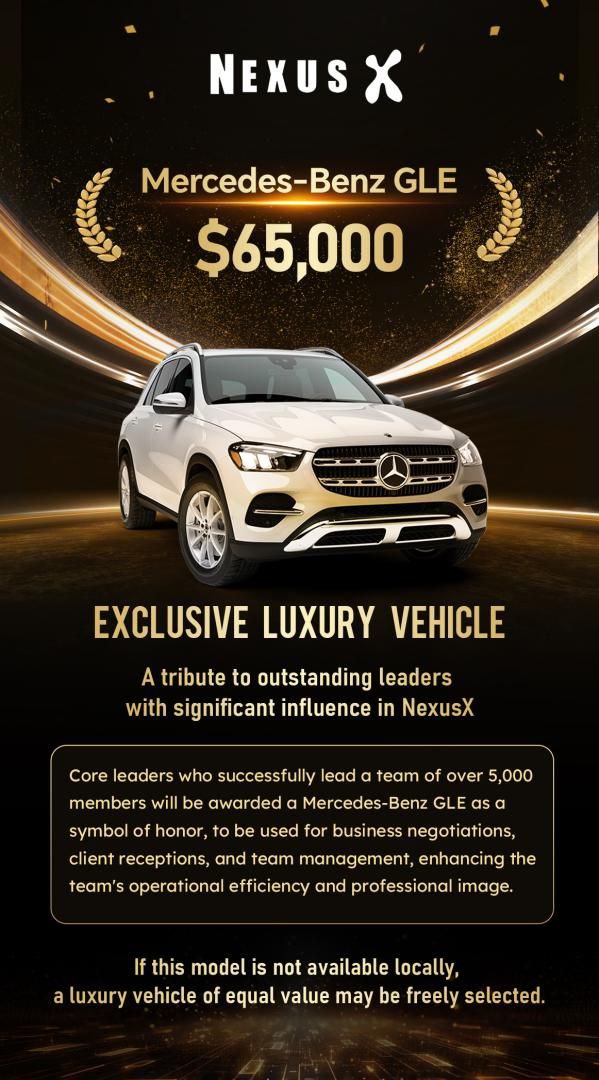 NEXUS X
Mercedes-Benz GLE
$65,000
EXCLUSIVE LUXURY VEHICLE
A tribute to outstanding leaders
with significant influence in NexusX
Core leaders who successfully lead a team of over 5,000
members will be awarded a Mercedes-Benz GLE as a
symbol of honor, to be used for business negotiations,
client receptions, and team management, enhancing the
team's operational efficiency and professional image.
If this model is not available locally,
a luxury vehicle of equal value may be freely selected.